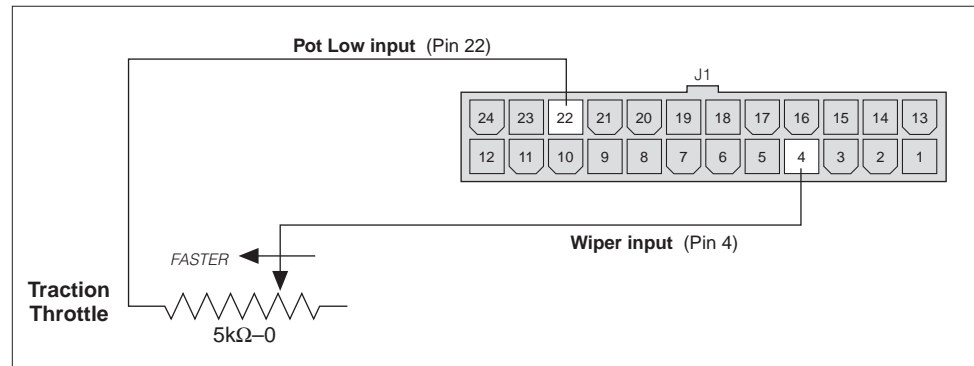 Pot Low input (Pin 22)
J1
24 23 22 21 20 19 18 17 16 15 14 13
12 11 10 9 8 7 6 5 4 3 2 1
Wiper input (Pin 4)
FASTER
Traction
Throttle
5kΩ–0